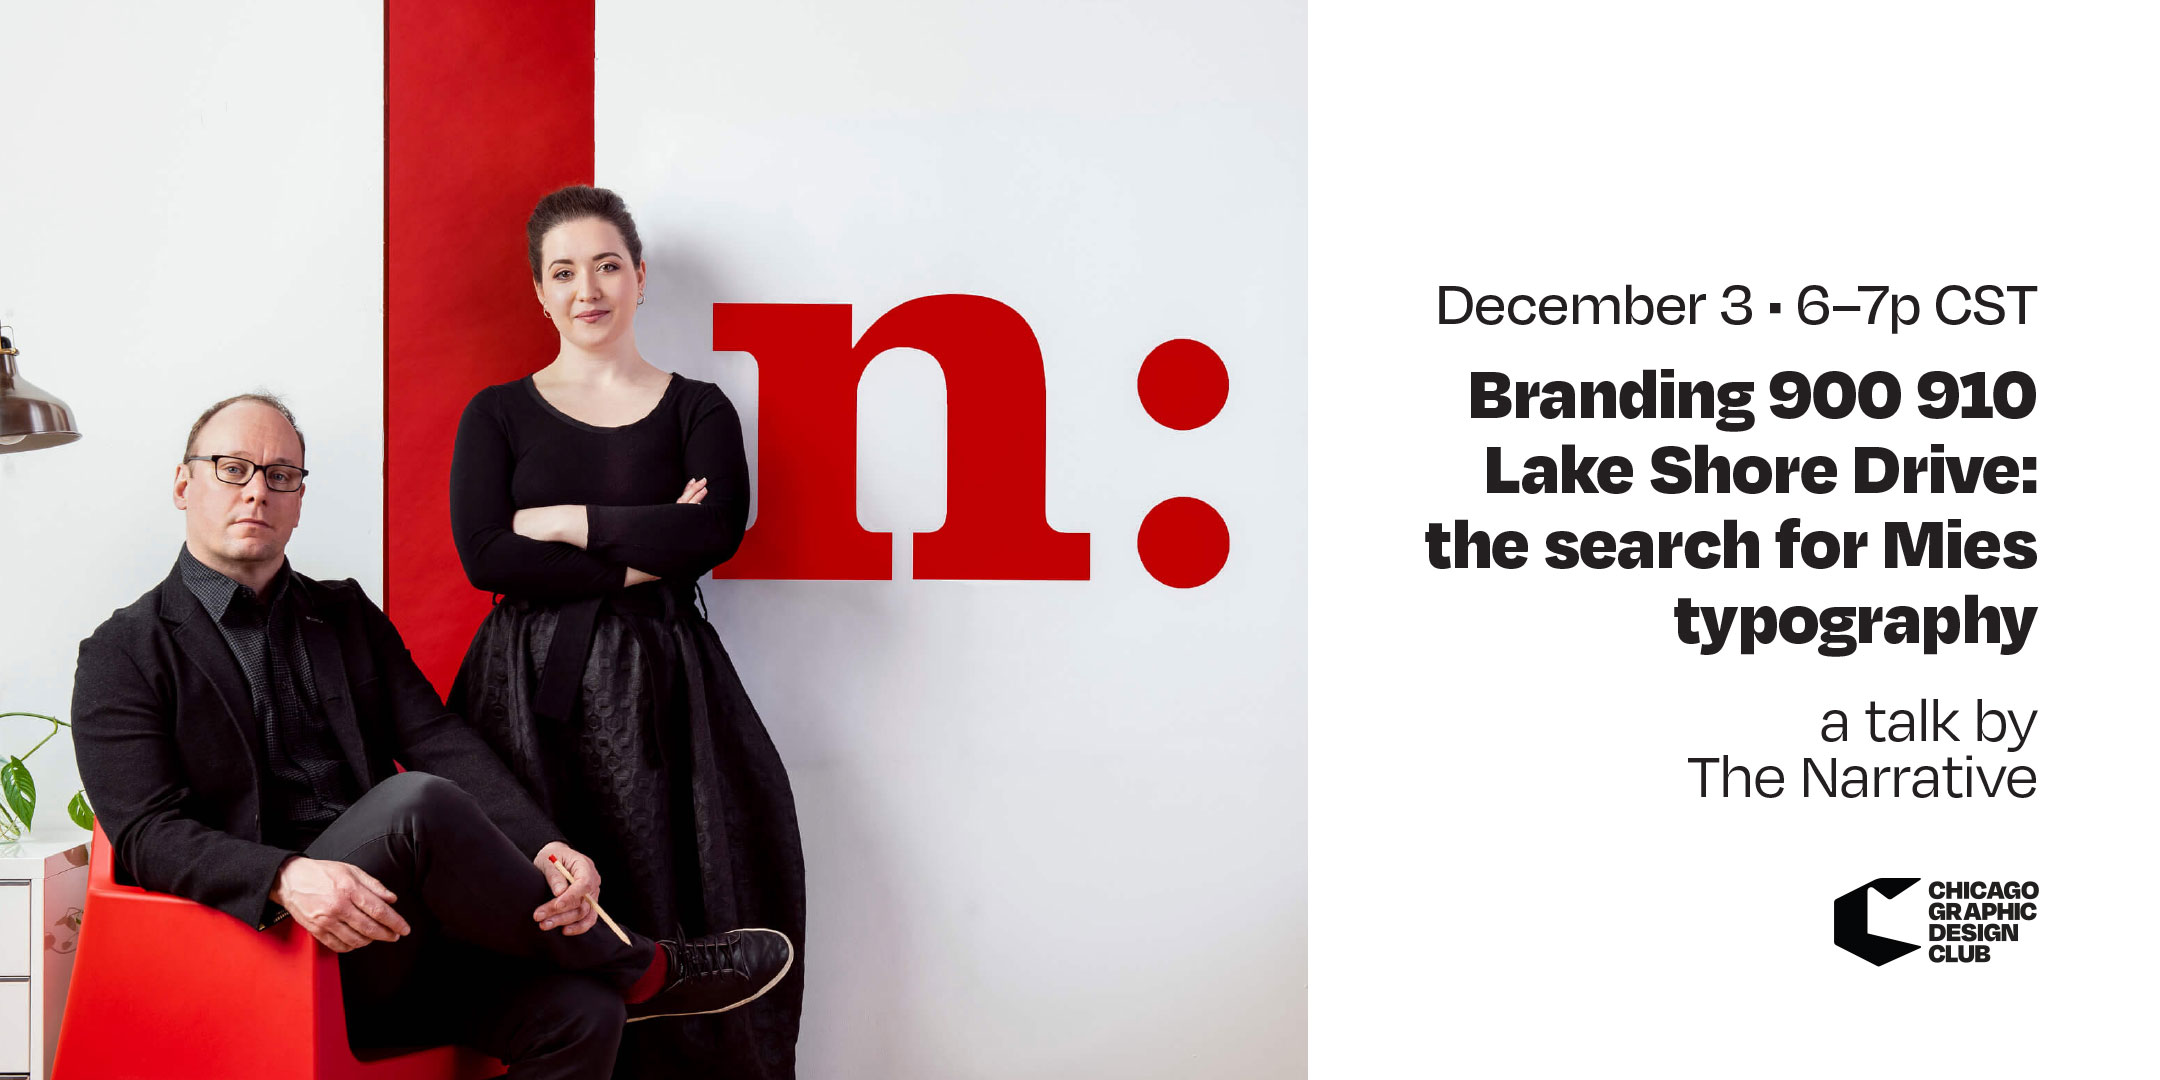 n:
December 3 ▪ 6–7p CST
Branding 900 910
Lake Shore Drive:
the search for Mies
typography
a talk by
The Narrative
CHICAGO
GRAPHIC
DESIGN
CLUB